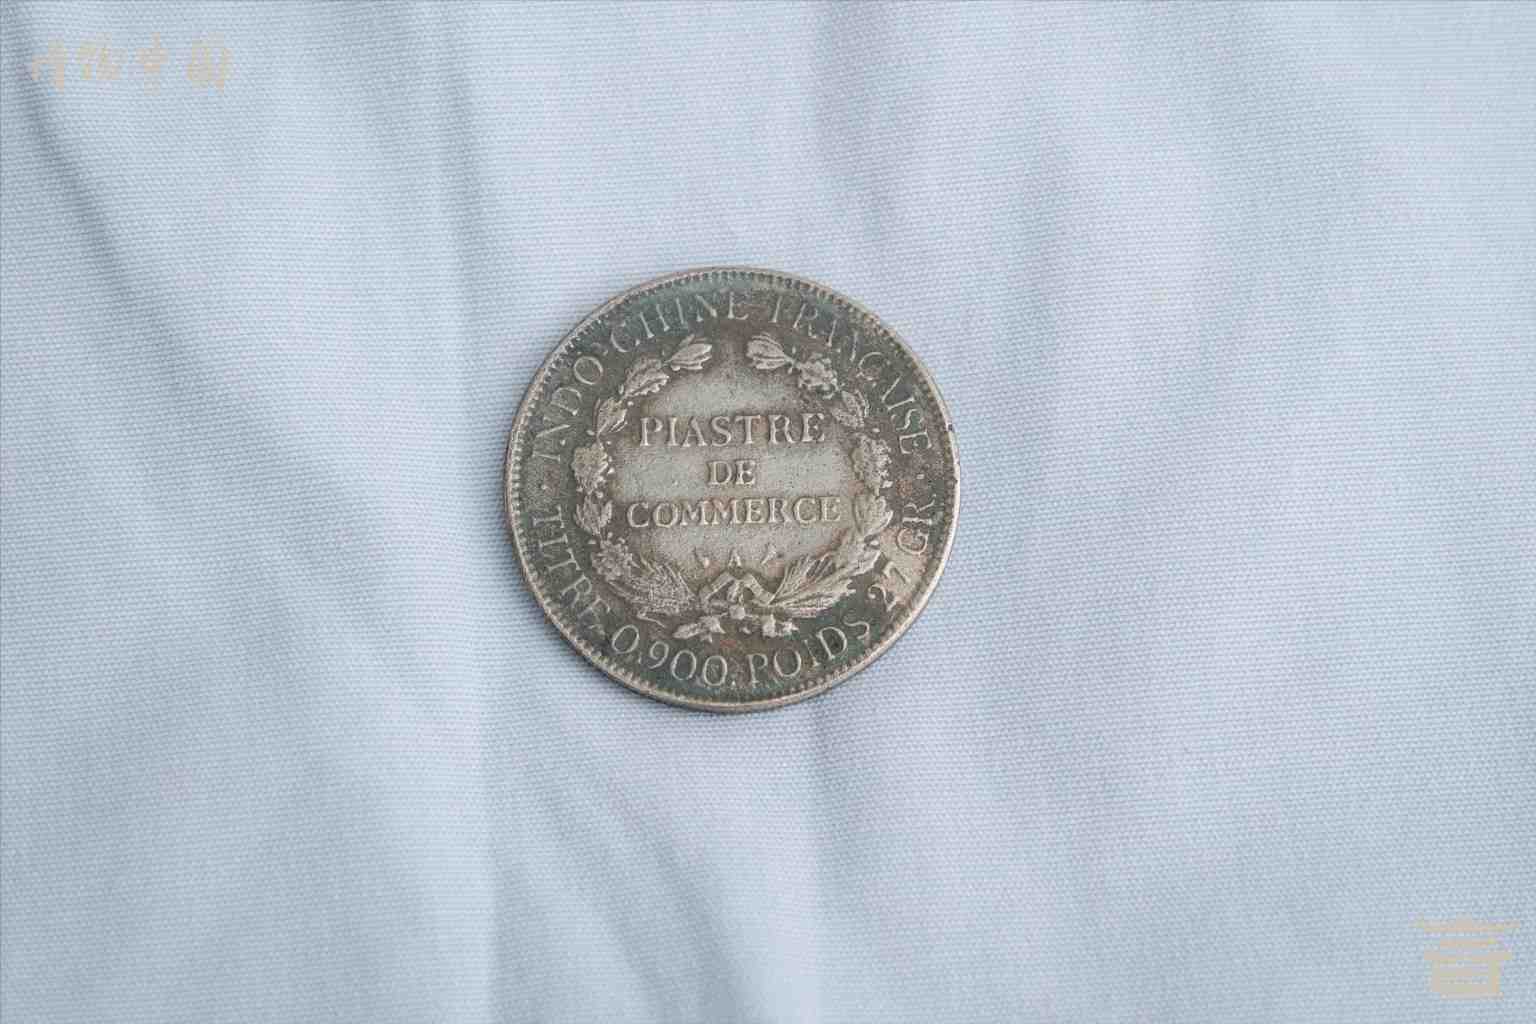 INDO-CHINE FRANÇAISE
PIASTRE
DE
COMMERCE
A
TITRE 0,900. POIDS 27 GR.